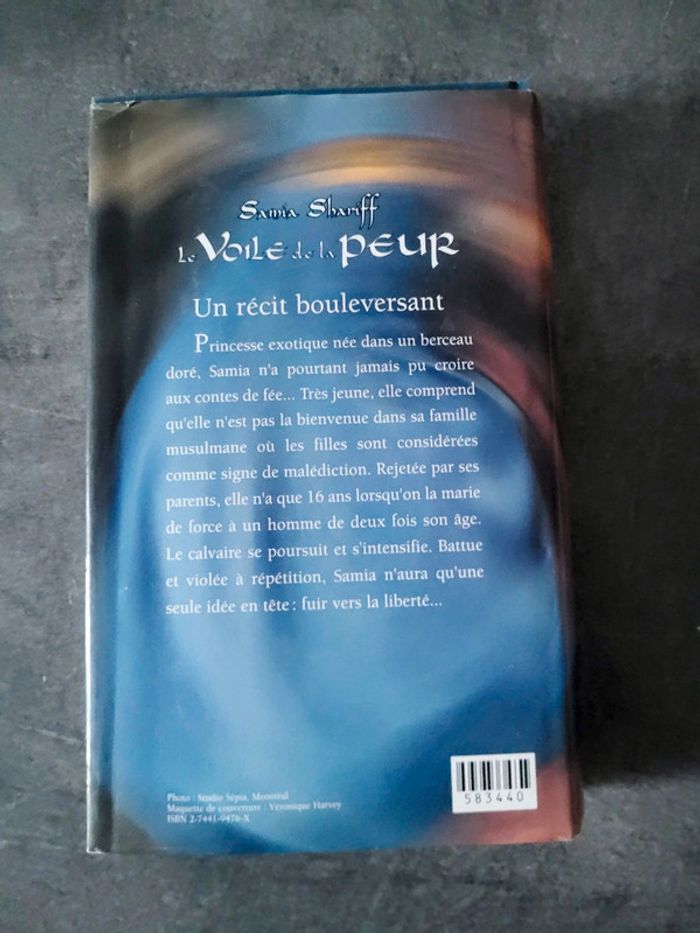 Samia Shariff
Le VOILE de la PEUR
Un récit bouleversant
Princesse exotique née dans un berceau
doré, Samia n'a pourtant jamais pu croire
aux contes de fée... Très jeune, elle comprend
qu'elle n'est pas la bienvenue dans sa famille
musulmane où les filles sont considérées
comme signe de malédiction. Rejetée par ses
parents, elle n'a que 16 ans lorsqu'on la marie
de force à un homme de deux fois son âge.
Le calvaire se poursuit et s'intensifie. Battue
et violée à répétition, Samia n'aura qu'une
seule idée en tête : fuir vers la liberté...
Photo : Studio Sépia, Montréal
Maquette de couverture : Véronique Harvey
ISBN 2-7441-9476-X
583440